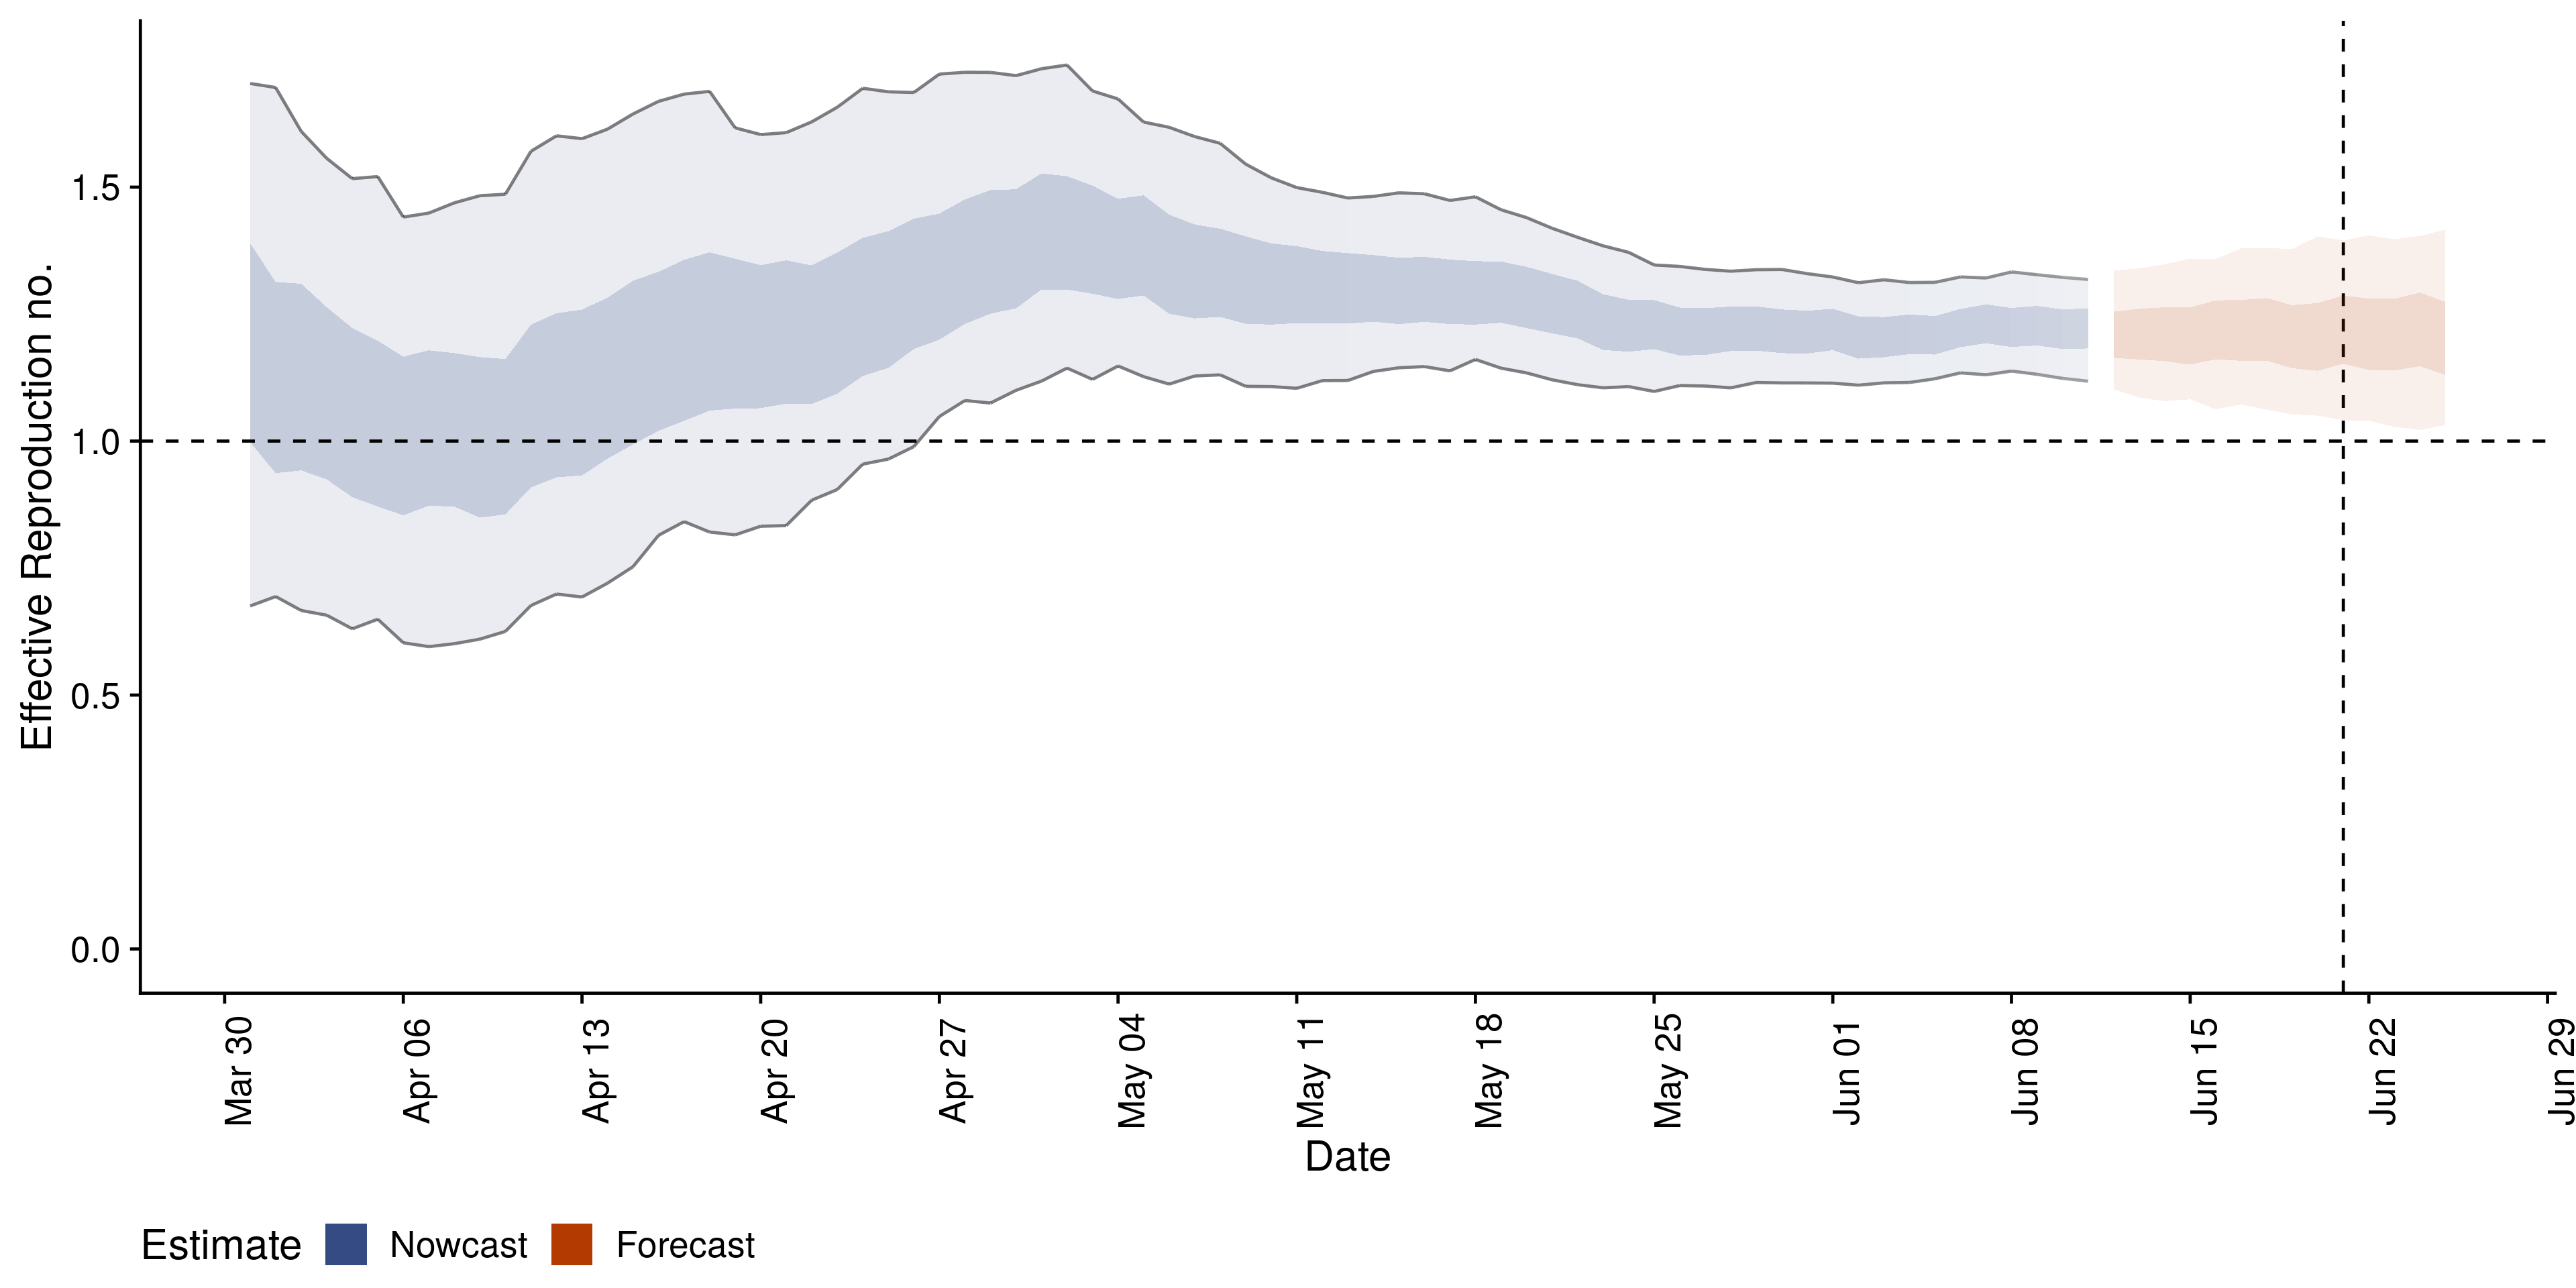 Effective Reproduction no.
1.5
1.0
0.5
0.0
Mar 30
Apr 06
Apr 13
Apr 20
Apr 27
May 04
May 11
May 18
May 25
Jun 01
Jun 08
Jun 15
Jun 22
Jun 29
Date
Estimate Nowcast Forecast